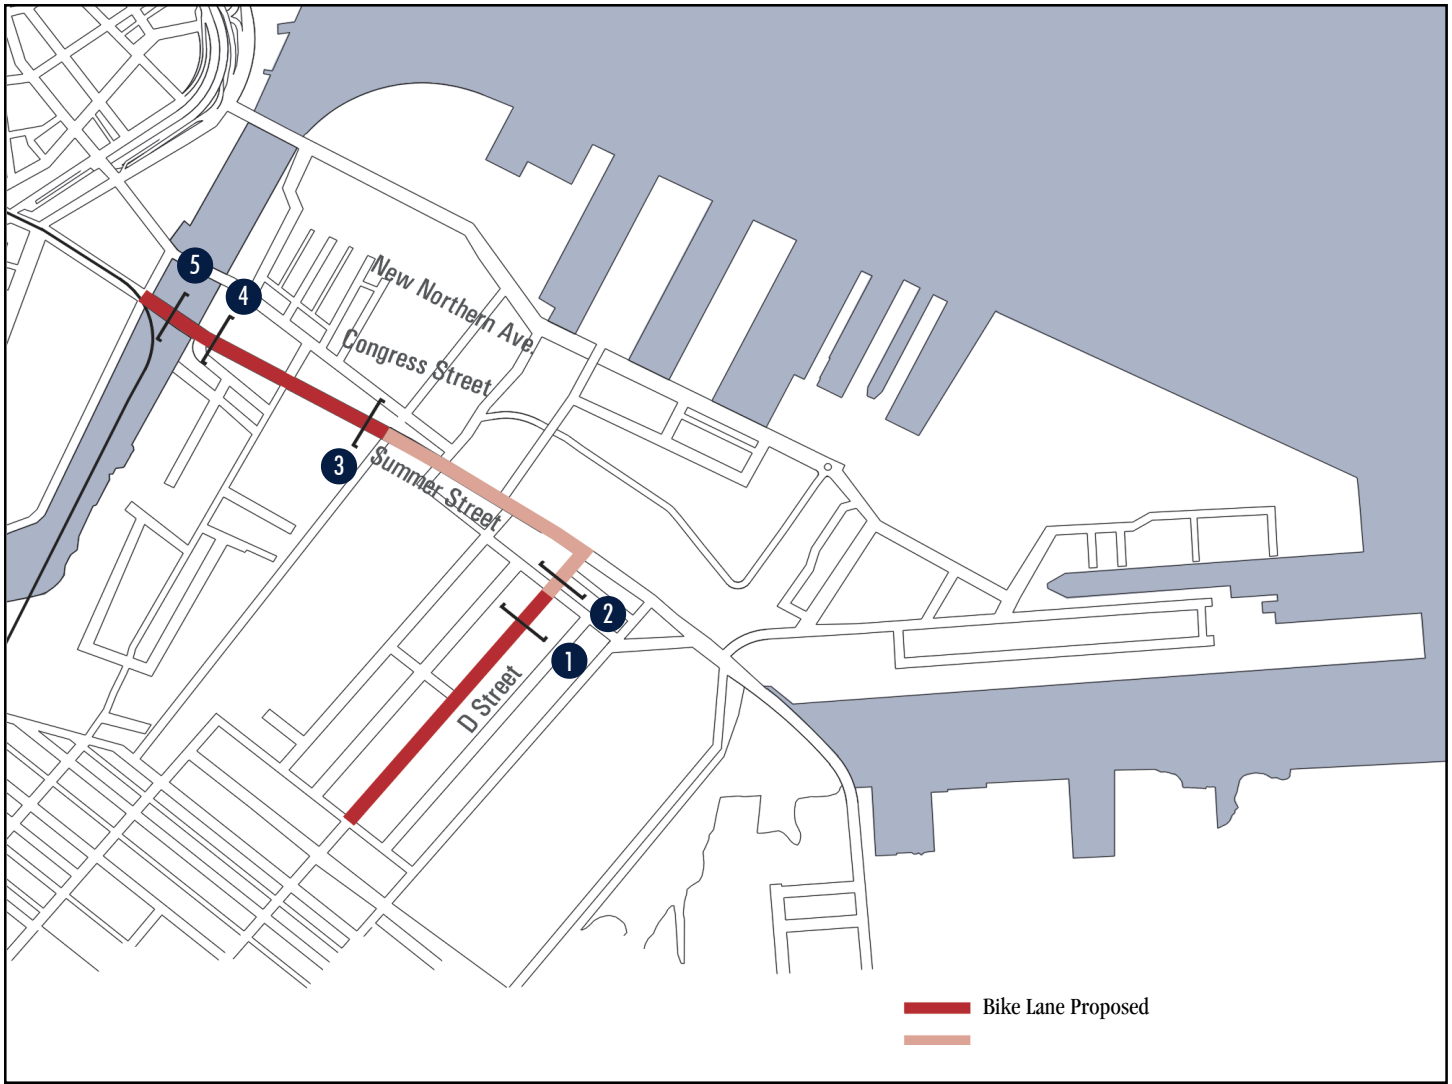 5
4
New Northern Ave.
Congress Street
3
Summer Street
2
1
D Street
Bike Lane Proposed